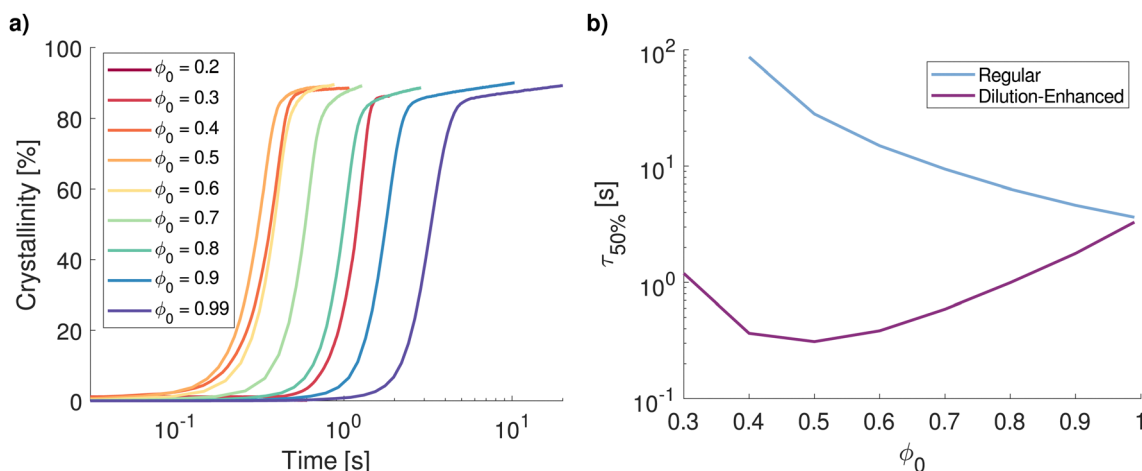 a)
100
80
60
40
20
0
Crystallinity [%]
ϕ0 = 0.2
ϕ0 = 0.3
ϕ0 = 0.4
ϕ0 = 0.5
ϕ0 = 0.6
ϕ0 = 0.7
ϕ0 = 0.8
ϕ0 = 0.9
ϕ0 = 0.99
10-1 100 101
Time [s]
b)
102
101
100
10-1
τ50% [s]
Regular
Dilution-Enhanced
0.3 0.4 0.5 0.6 0.7 0.8 0.9 1
ϕ0